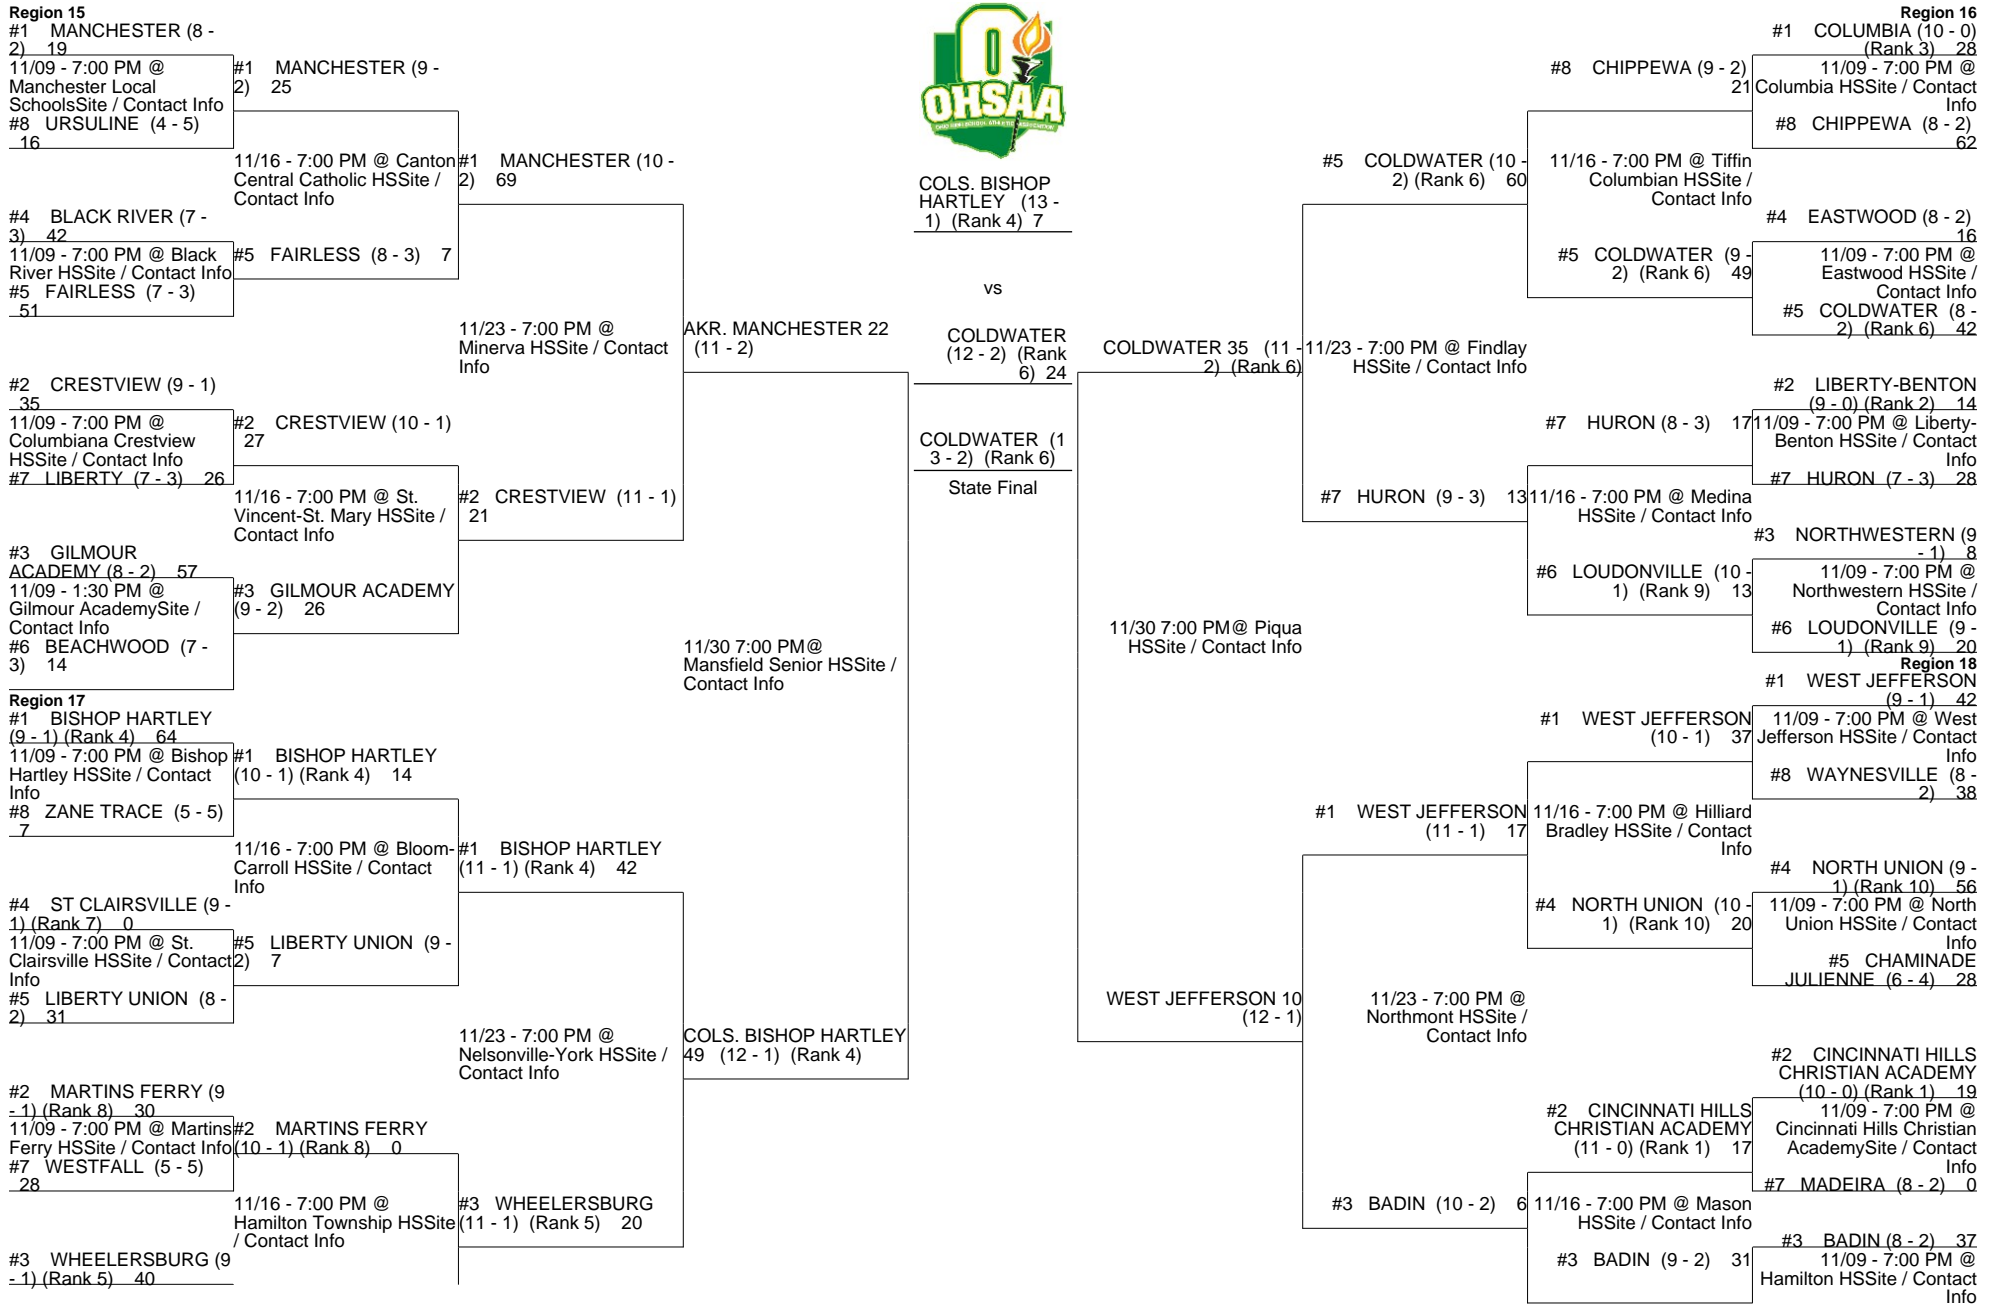 Region 15
#1 MANCHESTER (8 -
2) 19
11/09 - 7:00 PM @
Manchester Local
SchoolsSite / Contact Info
#8 URSULINE (4 - 5)
16
#4 BLACK RIVER (7 -
3) 42
11/09 - 7:00 PM @ Black
River HSSite / Contact Info
#5 FAIRLESS (7 - 3)
51
#2 CRESTVIEW (9 - 1)
35
11/09 - 7:00 PM @
Columbiana Crestview
HSSite / Contact Info
#7 LIBERTY (7 - 3) 26
#3 GILMOUR
ACADEMY (8 - 2) 57
11/09 - 1:30 PM @
Gilmour AcademySite /
Contact Info
#6 BEACHWOOD (7 -
3) 14
Region 17
#1 BISHOP HARTLEY
(9 - 1) (Rank 4) 64
11/09 - 7:00 PM @ Bishop
Hartley HSSite / Contact
Info
#8 ZANE TRACE (5 - 5)
7
#4 ST CLAIRSVILLE (9 -
1) (Rank 7) 0
11/09 - 7:00 PM @ St.
Clairsville HSSite / Contact
Info
#5 LIBERTY UNION (8 -
2) 31
#2 MARTINS FERRY (9
- 1) (Rank 8) 30
11/09 - 7:00 PM @ Martins
Ferry HSSite / Contact Info
#7 WESTFALL (5 - 5)
28
#3 WHEELERSBURG (9
- 1) (Rank 5) 40
#1 MANCHESTER (9 -
2) 25
11/16 - 7:00 PM @ Canton
Central Catholic HSSite /
Contact Info
#5 FAIRLESS (8 - 3) 7
#2 CRESTVIEW (10 - 1)
27
11/16 - 7:00 PM @ St.
Vincent-St. Mary HSSite /
Contact Info
#3 GILMOUR ACADEMY
(9 - 2) 26
#1 BISHOP HARTLEY
(10 - 1) (Rank 4) 14
11/16 - 7:00 PM @ Bloom-
Carroll HSSite / Contact
Info
#5 LIBERTY UNION (9 -
2) 7
#2 MARTINS FERRY
(10 - 1) (Rank 8) 0
11/16 - 7:00 PM @
Hamilton Township HSSite
/ Contact Info
#1 MANCHESTER (10 -
2) 69
11/23 - 7:00 PM @
Minerva HSSite / Contact
Info
#2 CRESTVIEW (11 - 1)
21
#1 BISHOP HARTLEY
(11 - 1) (Rank 4) 42
11/23 - 7:00 PM @
Nelsonville-York HSSite /
Contact Info
#3 WHEELERSBURG
(11 - 1) (Rank 5) 20
AKR. MANCHESTER 22
(11 - 2)
11/30 7:00 PM@
Mansfield Senior HSSite /
Contact Info
COLS. BISHOP HARTLEY
49 (12 - 1) (Rank 4)
OHSAA
COLS. BISHOP
HARTLEY (13 -
1) (Rank 4) 7
vs
COLDWATER
(12 - 2) (Rank
6) 24
COLDWATER (1
3 - 2) (Rank 6)
State Final
COLDWATER 35 (11 -
2) (Rank 6)
11/30 7:00 PM@ Piqua
HSSite / Contact Info
WEST JEFFERSON 10
(12 - 1)
#5 COLDWATER (10 -
2) (Rank 6) 60
11/23 - 7:00 PM @ Findlay
HSSite / Contact Info
#7 HURON (9 - 3) 13
#1 WEST JEFFERSON
(11 - 1) 17
11/23 - 7:00 PM @
Northmont HSSite /
Contact Info
#3 BADIN (10 - 2) 6
#8 CHIPPEWA (9 - 2)
21
11/16 - 7:00 PM @ Tiffin
Columbian HSSite /
Contact Info
#5 COLDWATER (9 -
2) (Rank 6) 49
#7 HURON (8 - 3) 17
11/16 - 7:00 PM @ Medina
HSSite / Contact Info
#6 LOUDONVILLE (10 -
1) (Rank 9) 13
#1 WEST JEFFERSON
(10 - 1) 37
11/16 - 7:00 PM @ Hilliard
Bradley HSSite / Contact
Info
#4 NORTH UNION (10 -
1) (Rank 10) 20
#2 CINCINNATI HILLS
CHRISTIAN ACADEMY
(11 - 0) (Rank 1) 17
11/16 - 7:00 PM @ Mason
HSSite / Contact Info
#3 BADIN (9 - 2) 31
Region 16
#1 COLUMBIA (10 - 0)
(Rank 3) 28
11/09 - 7:00 PM @
Columbia HSSite / Contact
Info
#8 CHIPPEWA (8 - 2)
62
#4 EASTWOOD (8 - 2)
16
11/09 - 7:00 PM @
Eastwood HSSite /
Contact Info
#5 COLDWATER (8 -
2) (Rank 6) 42
#2 LIBERTY-BENTON
(9 - 0) (Rank 2) 14
11/09 - 7:00 PM @ Liberty-
Benton HSSite / Contact
Info
#7 HURON (7 - 3) 28
#3 NORTHWESTERN (9
- 1) 8
11/09 - 7:00 PM @
Northwestern HSSite /
Contact Info
#6 LOUDONVILLE (9 -
1) (Rank 9) 20
Region 18
#1 WEST JEFFERSON
(9 - 1) 42
11/09 - 7:00 PM @ West
Jefferson HSSite / Contact
Info
#8 WAYNESVILLE (8 -
2) 38
#4 NORTH UNION (9 -
1) (Rank 10) 56
11/09 - 7:00 PM @ North
Union HSSite / Contact
Info
#5 CHAMINADE
JULIENNE (6 - 4) 28
#2 CINCINNATI HILLS
CHRISTIAN ACADEMY
(10 - 0) (Rank 1) 19
11/09 - 7:00 PM @
Cincinnati Hills Christian
AcademySite / Contact
Info
#7 MADEIRA (8 - 2) 0
#3 BADIN (8 - 2) 37
11/09 - 7:00 PM @
Hamilton HSSite / Contact
Info